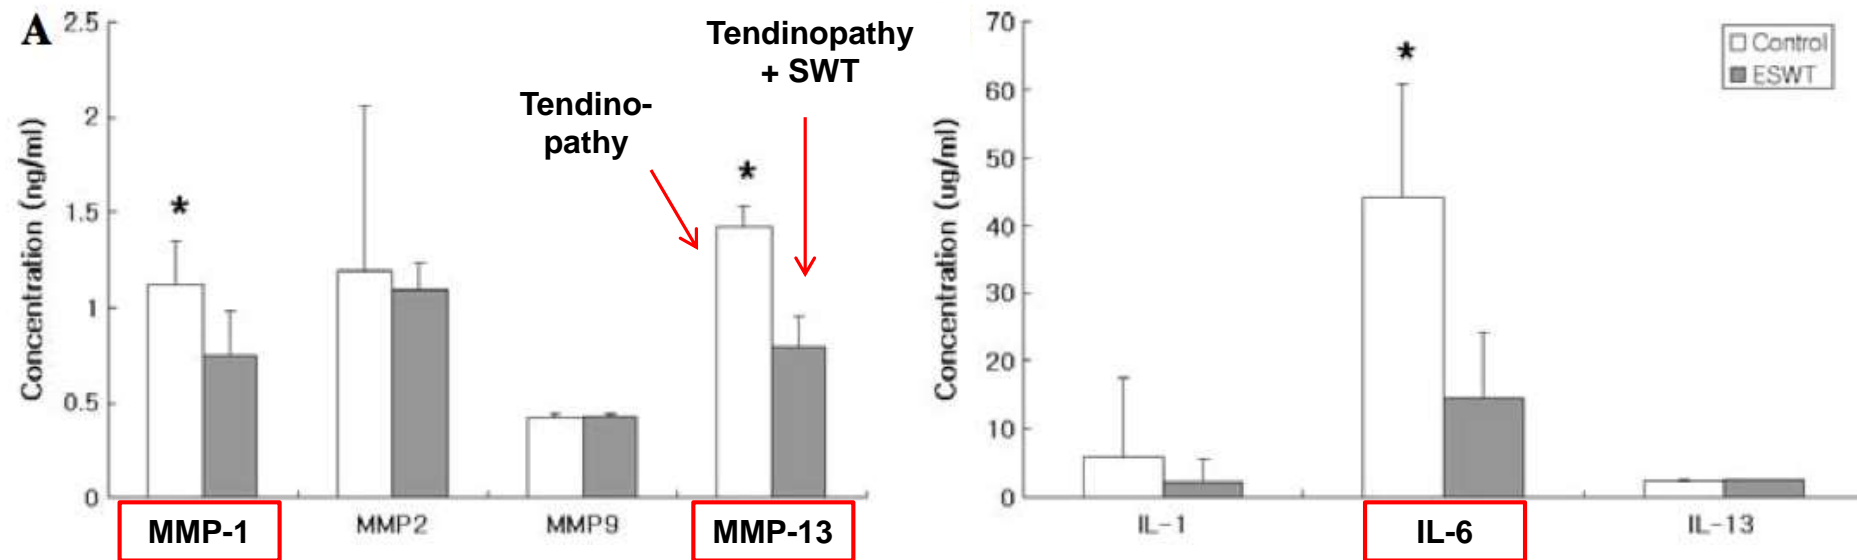 A
Concentration (ng/ml)
2.5
2
1.5
1
0.5
0
*
Tendino-
pathy
*
Tendinopathy
+ SWT
MMP-1
MMP2
MMP9
MMP-13
Concentration (ug/ml)
70
60
50
40
30
20
10
0
*
Control
ESWT
IL-1
IL-6
IL-13